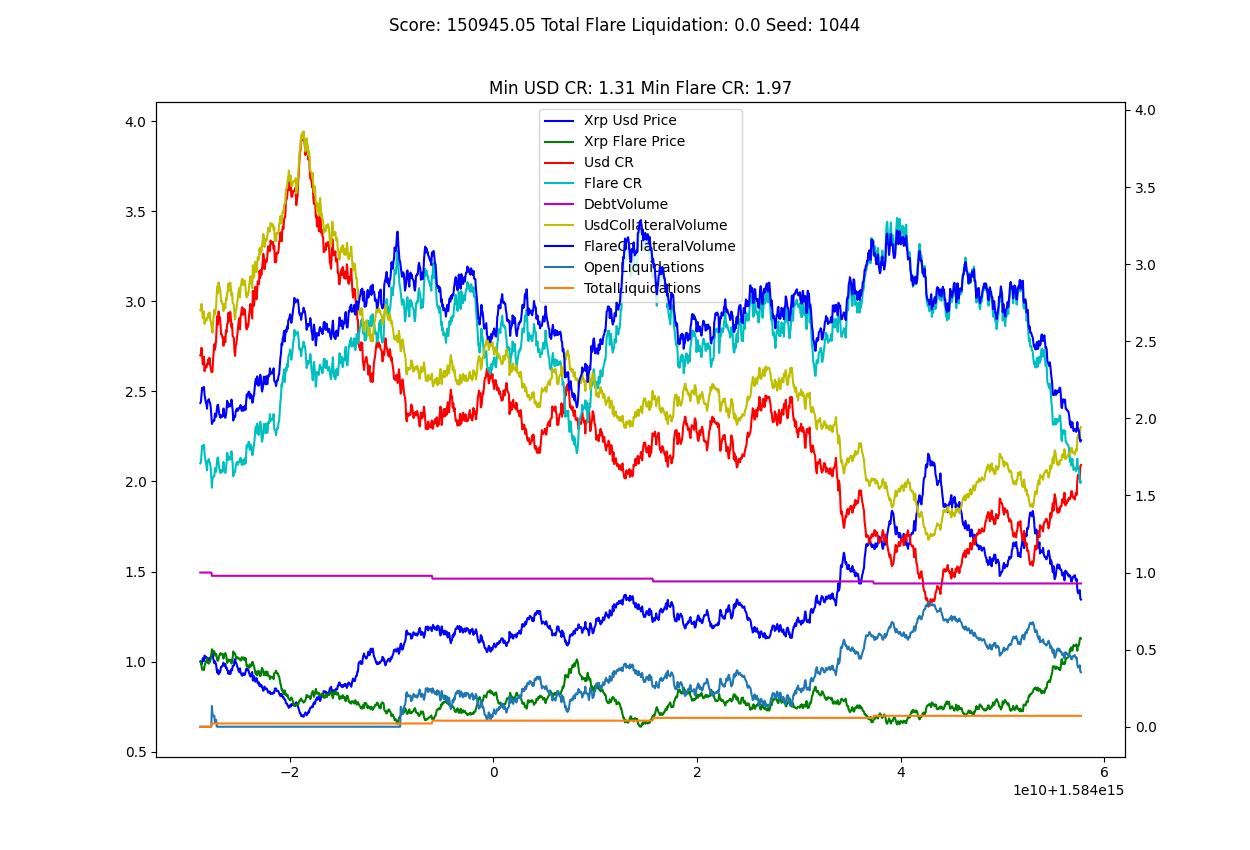 Score: 150945.05 Total Flare Liquidation: 0.0 Seed: 1044
Min USD CR: 1.31 Min Flare CR: 1.97
Xrp Usd Price
Xrp Flare Price
Usd CR
Flare CR
DebtVolume
UsdCollateralVolume
FlareCollateralVolume
OpenLiquidations
TotalLiquidations
4.0
3.5
3.0
2.5
2.0
1.5
1.0
0.5
4.0
3.5
3.0
2.5
2.0
1.5
1.0
0.5
0.0
−2 0 2 4 6
1e10+1.584e15